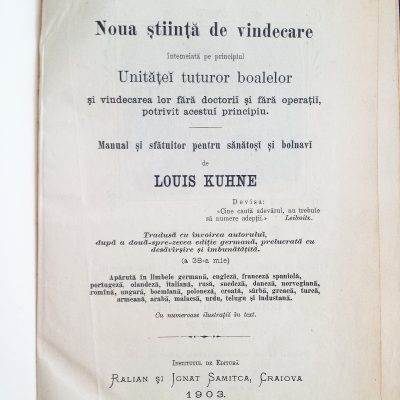 Noua știință de vindecare
întemeiată pe principiul
Unităței tuturor boalelor
și vindecarea lor fără doctorii și fără operații,
potrivit acestui principiu.
Manual și sfătuitor pentru sănătoși și bolnavi
de
LOUIS KUHNE
Devisa:
«Cine caută adevărul, nu trebuie
să numere adepții.» Leibnitz.
Tradusă cu învoirea autorului,
după a două-spre-zecea ediție germană, prelucrată cu
desăvîrșire și îmbunătățită.
(a 38-a mie)
Apărută în limbele germană, engleză, franceză spaniolă,
portugeză, olandeză, italiană, rusă, suedeză, daneză, norvegiană,
romînă, ungară, boemiană, poloneză, croată, sârbă, greacă, turcă,
armeană, arabă, malaesă, urdu, telugu și industană.
Cu numeroase ilustrații în text.
INSTITUTUL DE EDITURĂ
RALIAN ȘI IGNAT SAMITCA, CRAIOVA
1903.